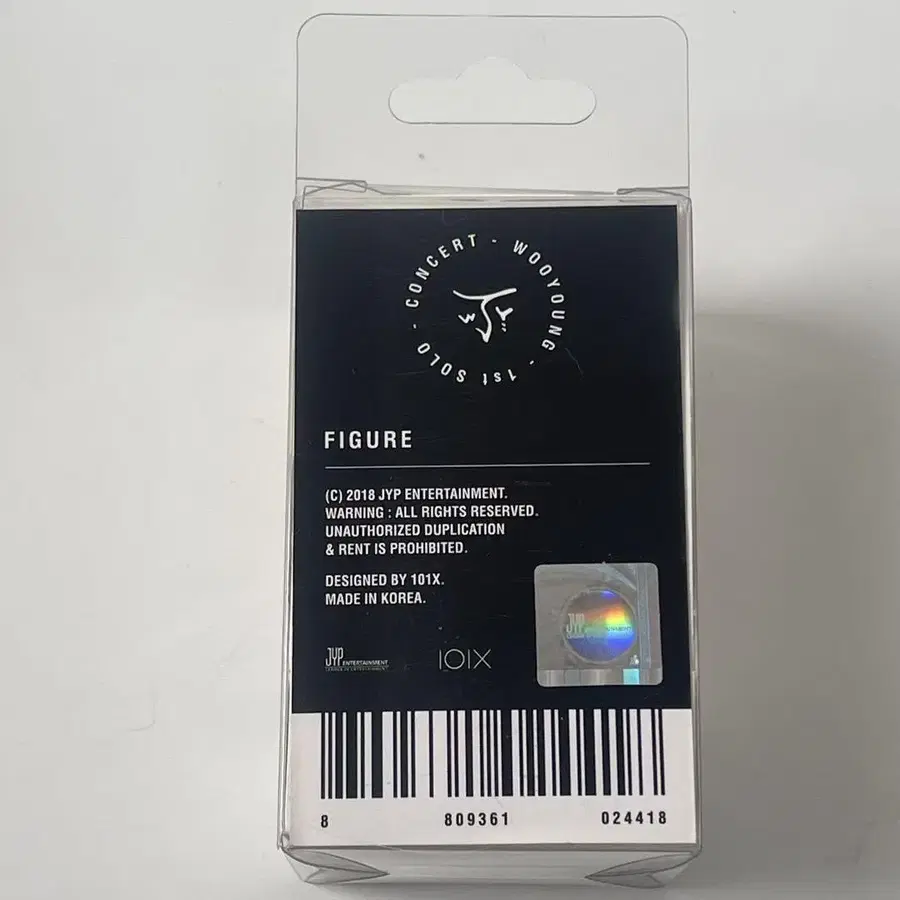 CONCERT - WOOYOUNG - 1st SOLO -
FIGURE
(C) 2018 JYP ENTERTAINMENT.
WARNING : ALL RIGHTS RESERVED.
UNAUTHORIZED DUPLICATION
& RENT IS PROHIBITED.
DESIGNED BY 101X.
MADE IN KOREA.
JYP ENTERTAINMENT
101X
JYP
8 809361 024418